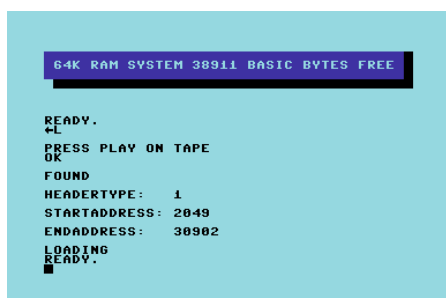 64K RAM SYSTEM 38911 BASIC BYTES FREE
READY.
←L
PRESS PLAY ON TAPE
OK
FOUND
HEADERTYPE: 1
STARTADDRESS: 2049
ENDADDRESS: 30902
LOADING
READY.